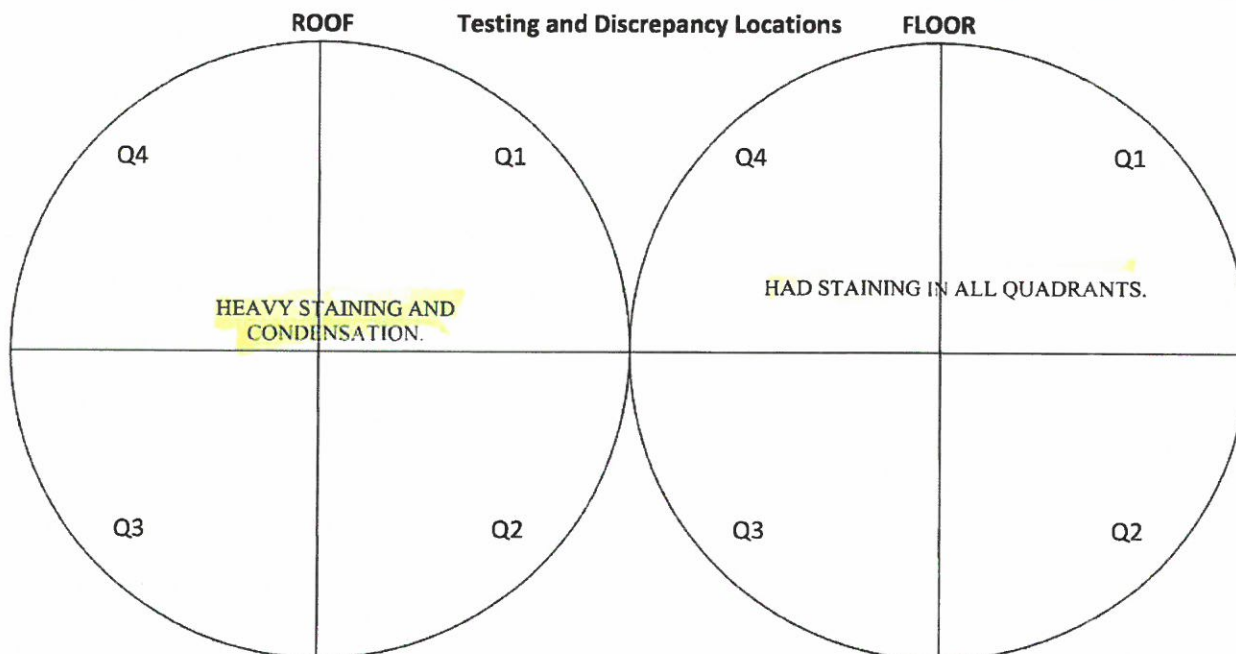 ROOF Testing and Discrepancy Locations FLOOR
Q4 Q1 Q4 Q1
HEAVY STAINING AND
CONDENSATION.
HAD STAINING IN ALL QUADRANTS.
Q3 Q2 Q3 Q2